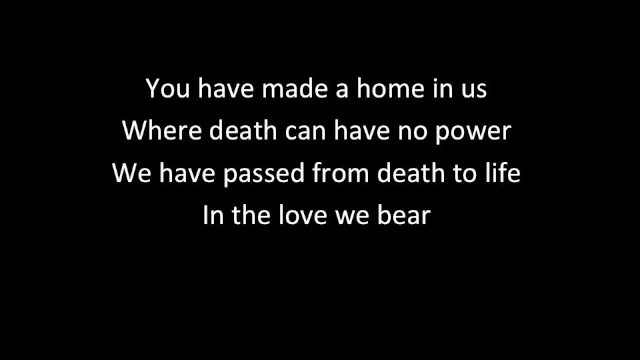 You have made a home in us
Where death can have no power
We have passed from death to life
In the love we bear